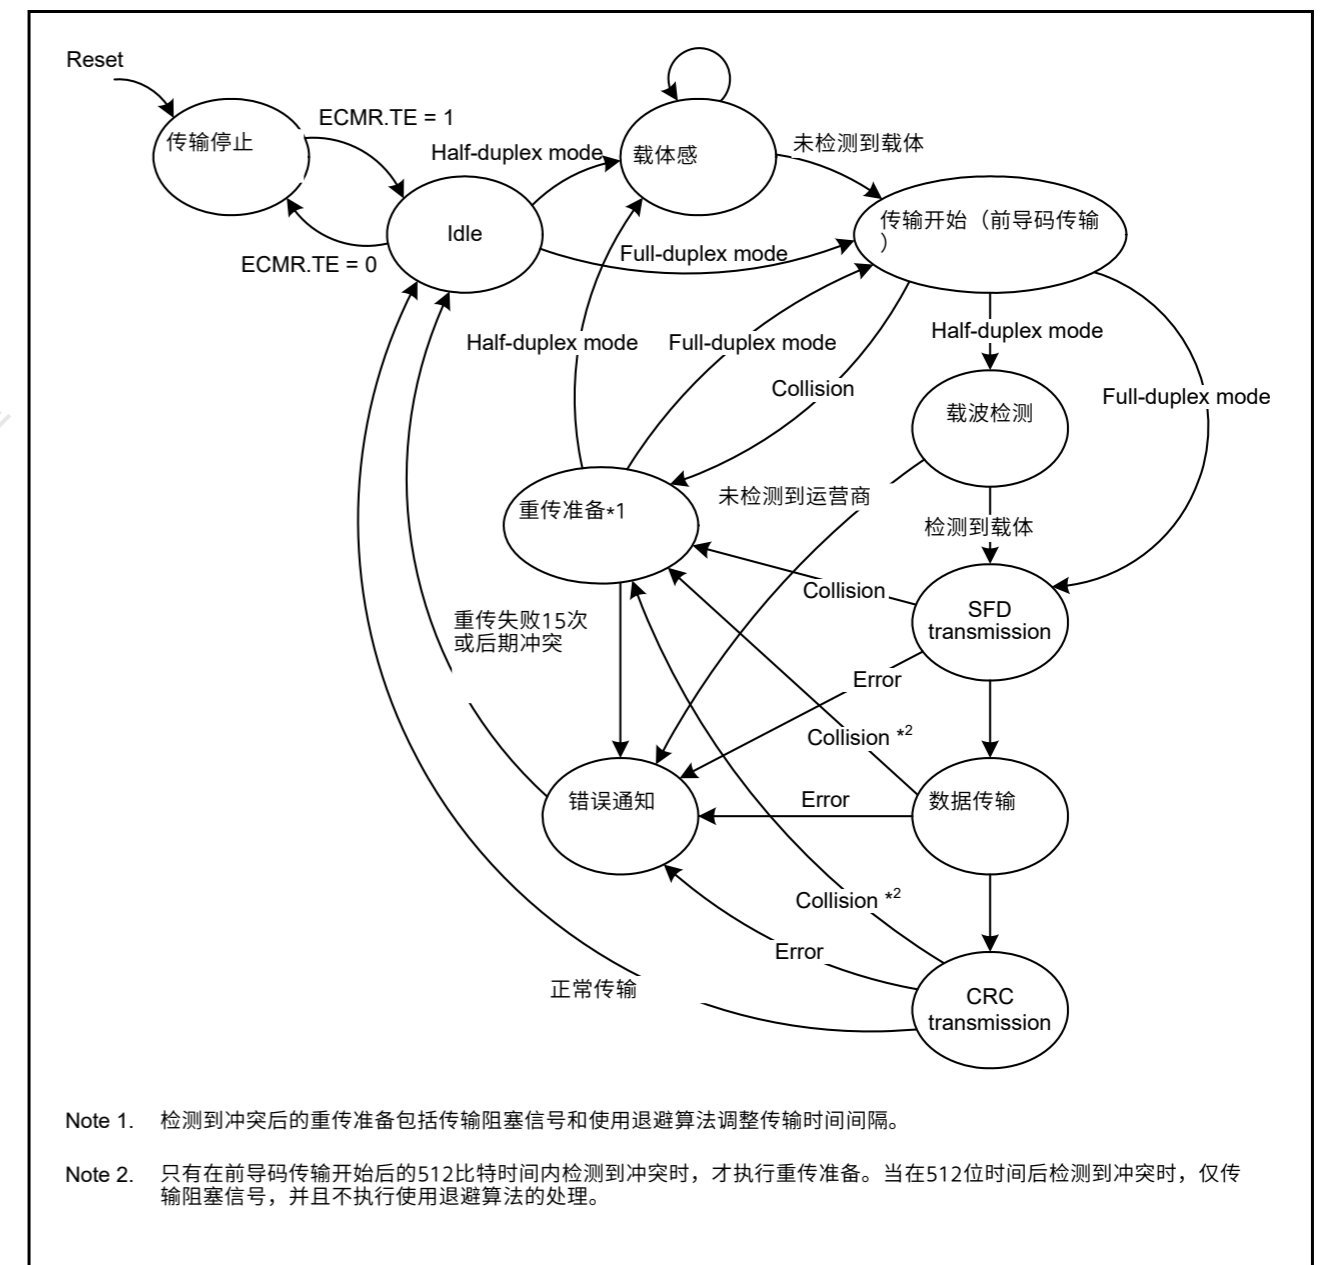 Reset
传输停止
ECMR.TE = 1
Half-duplex mode
载体感
未检测到载体
Idle
传输开始（前导码传输
）
ECMR.TE = 0
Full-duplex mode
Half-duplex mode
Full-duplex mode
Half-duplex mode
Collision
Full-duplex mode
载波检测
未检测到运营商
重传准备*1
检测到载体
Collision
SFD
transmission
重传失败15次
或后期冲突
Error
Collision *2
错误通知
Error
数据传输
Collision *2
Error
正常传输
CRC
transmission
Note 1. 检测到冲突后的重传准备包括传输阻塞信号和使用退避算法调整传输时间间隔。
Note 2. 只有在前导码传输开始后的512比特时间内检测到冲突时，才执行重传准备。当在512位时间后检测到冲突时，仅传
输阻塞信号，并且不执行使用退避算法的处理。